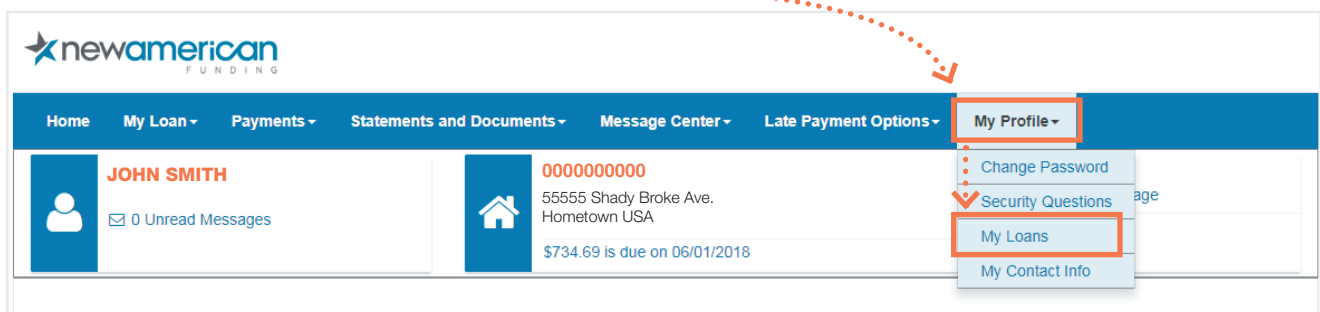 newamerican
FUNDING
Home My Loan Payments Statements and Documents Message Center Late Payment Options My Profile
JOHN SMITH
0 Unread Messages
0000000000
55555 Shady Broke Ave.
Hometown USA
$734.69 is due on 06/01/2018
Change Password
Security Questions
My Loans
My Contact Info
age